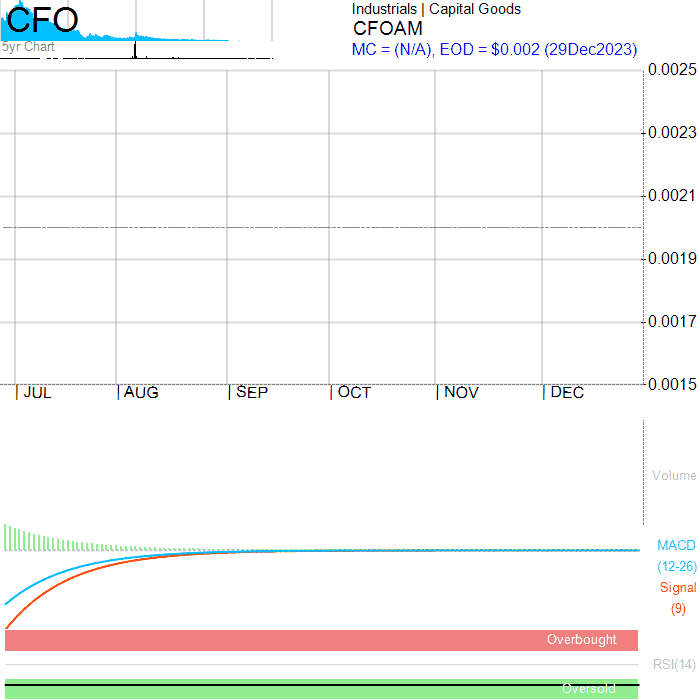 CFO
5yr Chart
Industrials | Capital Goods
CFOAM
MC = (N/A), EOD = $0.002 (29Dec2023)
0.0025
0.0023
0.0021
0.0019
0.0017
0.0015
| JUL | AUG | SEP | OCT | NOV | DEC
Volume
MACD
(12-26)
Signal
(9)
Overbought
RSI(14)
Oversold